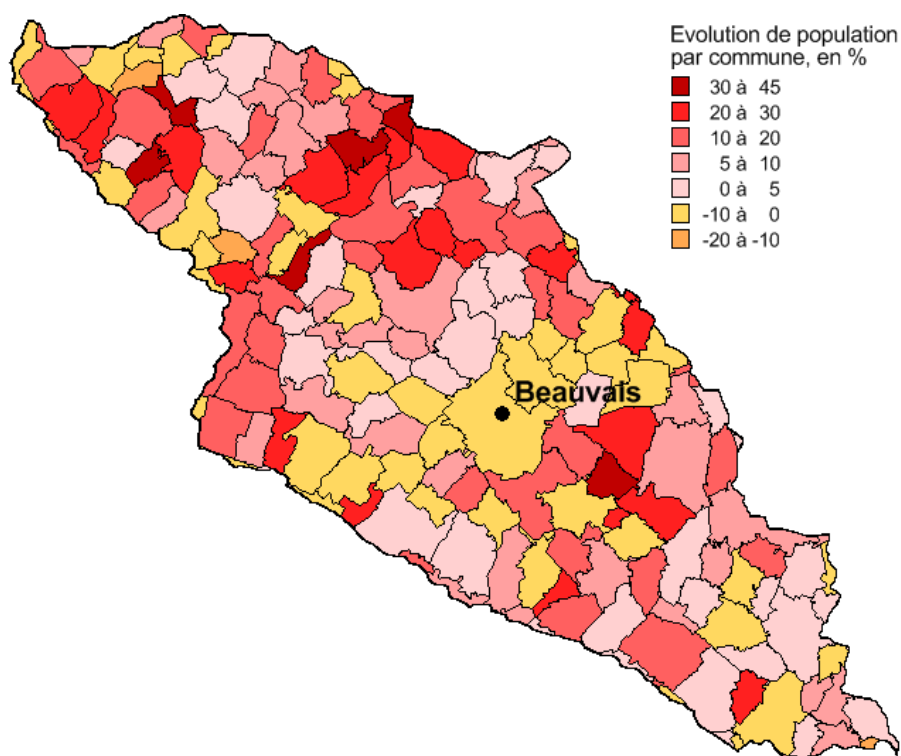 Evolution de population
par commune, en %
30 à 45
20 à 30
10 à 20
5 à 10
0 à 5
-10 à 0
-20 à -10
Beauvais